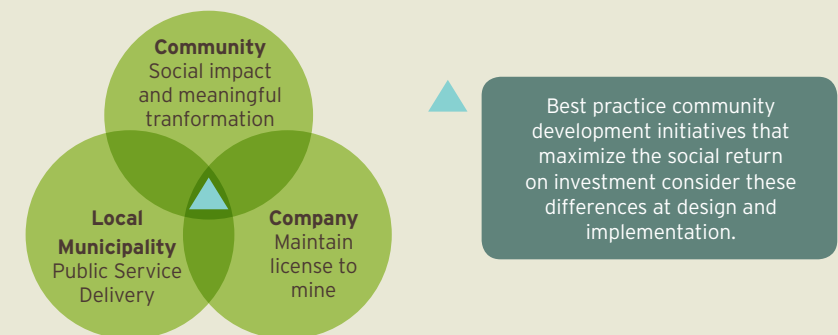 Community
Social impact
and meaningful
tranformation
Local
Municipality
Public Service
Delivery
Company
Maintain
license to
mine
Best practice community
development initiatives that
maximize the social return
on investment consider these
differences at design and
implementation.